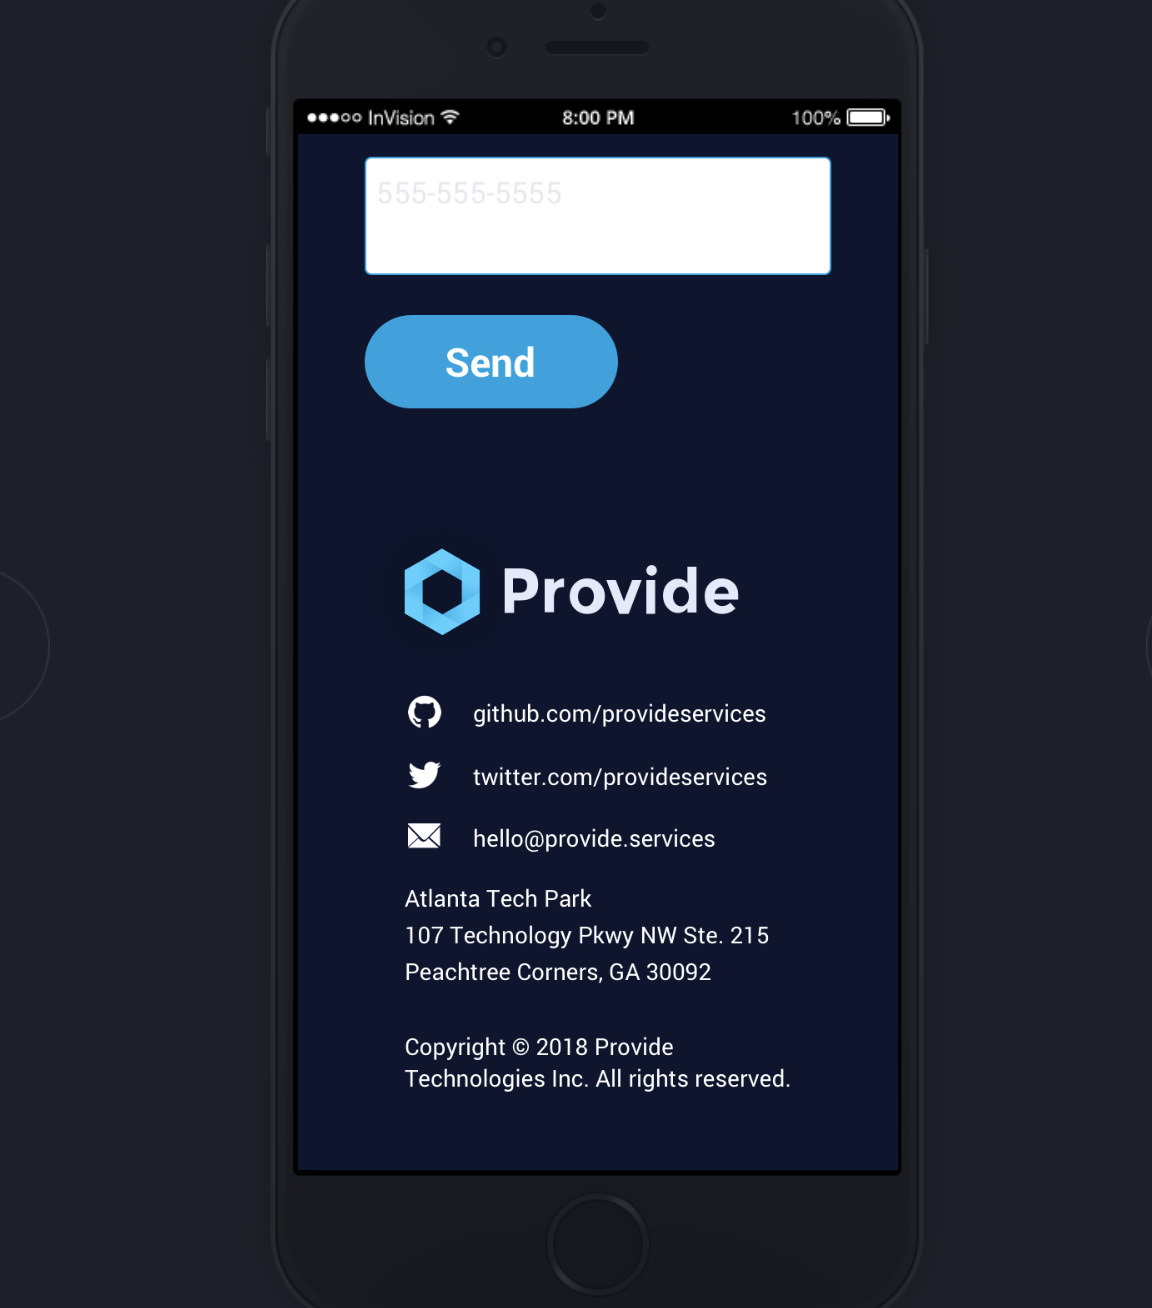 InVision 8:00 PM 100%
555-555-5555
Send
Provide
github.com/provideservices
twitter.com/provideservices
hello@provide.services
Atlanta Tech Park
107 Technology Pkwy NW Ste. 215
Peachtree Corners, GA 30092
Copyright © 2018 Provide
Technologies Inc. All rights reserved.